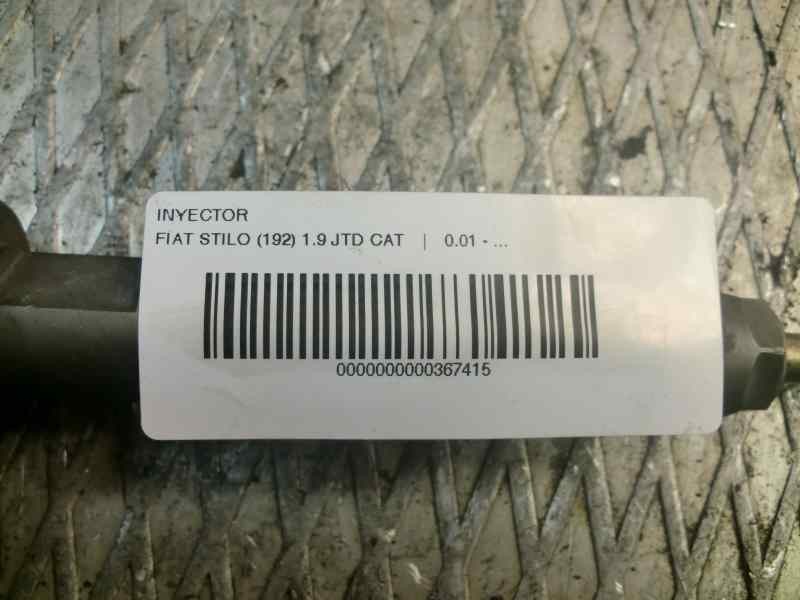 INYECTOR
FIAT STILO (192) 1.9 JTD CAT | 0.01 - ...
0000000000367415